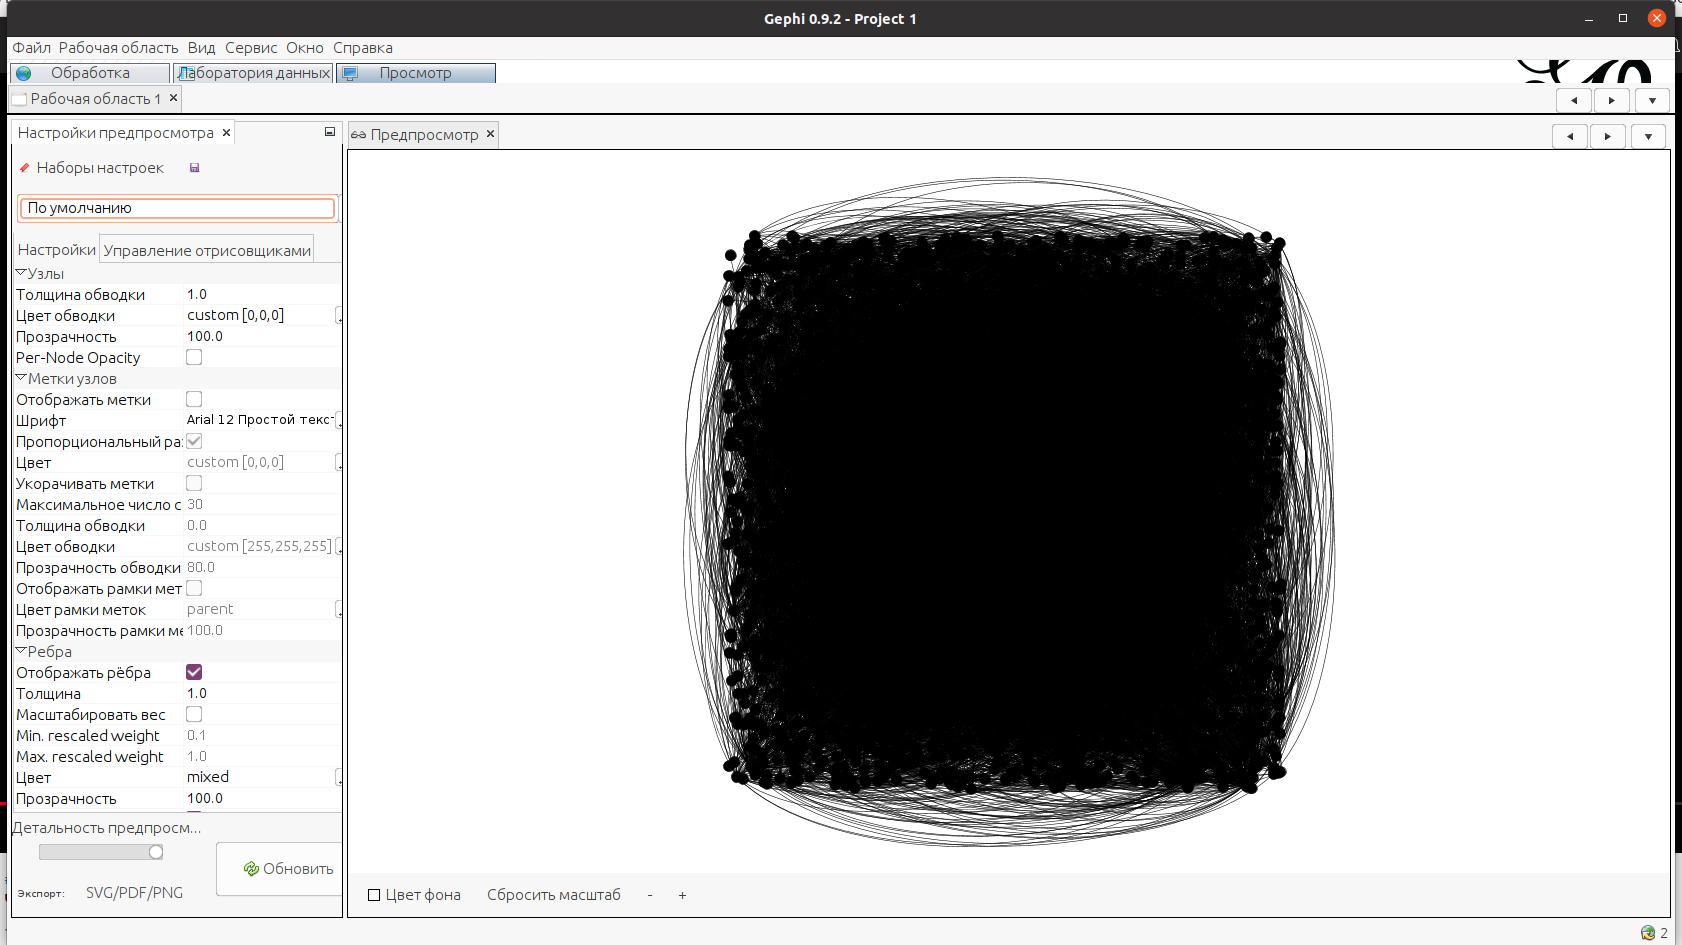 Gephi 0.9.2 - Project 1
Файл Рабочая область Вид Сервис Окно Справка
Обработка Лаборатория данных Просмотр
Рабочая область 1
Настройки предпросмотра Предпросмотр
Наборы настроек
По умолчанию
Настройки Управление отрисовщиками
Узлы
Толщина обводки 1.0
Цвет обводки custom [0,0,0]
Прозрачность 100.0
Per-Node Opacity
Метки узлов
Отображать метки
Шрифт Arial 12 Простой текст
Пропорциональный раз
Цвет custom [0,0,0]
Укорачивать метки
Максимальное число с 30
Толщина обводки 0.0
Цвет обводки custom [255,255,255]
Прозрачность обводки 80.0
Отображать рамки мет
Цвет рамки меток parent
Прозрачность рамки ме 100.0
Ребра
Отображать рёбра
Толщина 1.0
Масштабировать вес
Min. rescaled weight 0.1
Max. rescaled weight 1.0
Цвет mixed
Прозрачность 100.0
Детальность предпросм...
Обновить
Экспорт: SVG/PDF/PNG
Цвет фона Сбросить масштаб - +
2